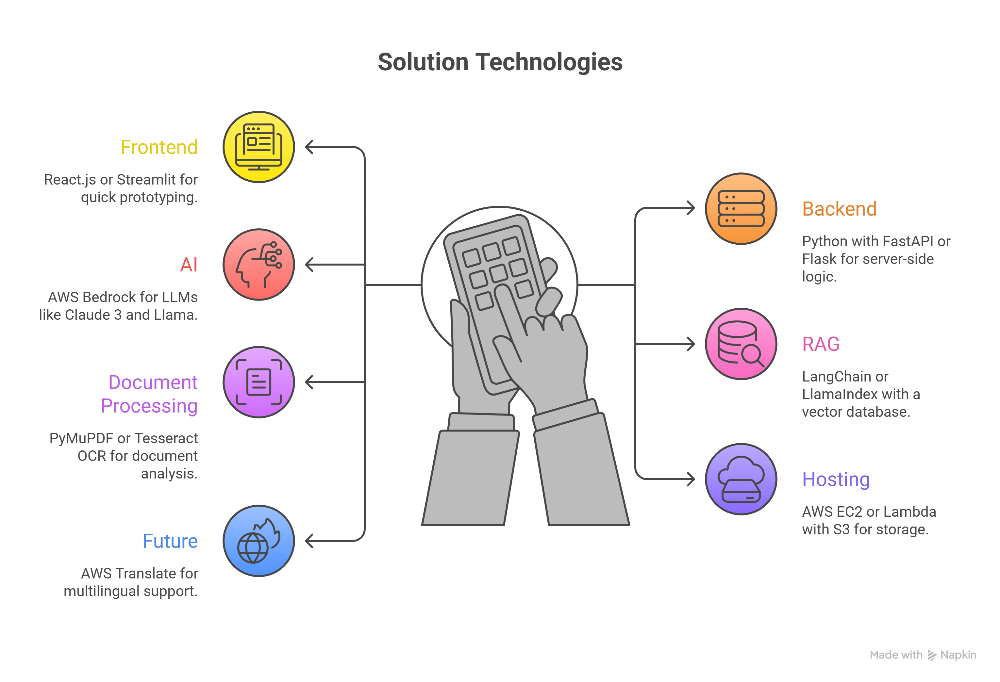 Solution Technologies
Frontend
React.js or Streamlit for
quick prototyping.
AI
AWS Bedrock for LLMs
like Claude 3 and Llama.
Document
Processing
PyMuPDF or Tesseract
OCR for document
analysis.
Future
AWS Translate for
multilingual support.
Backend
Python with FastAPI or
Flask for server-side
logic.
RAG
LangChain or
LlamaIndex with a
vector database.
Hosting
AWS EC2 or Lambda
with S3 for storage.
Made with Napkin